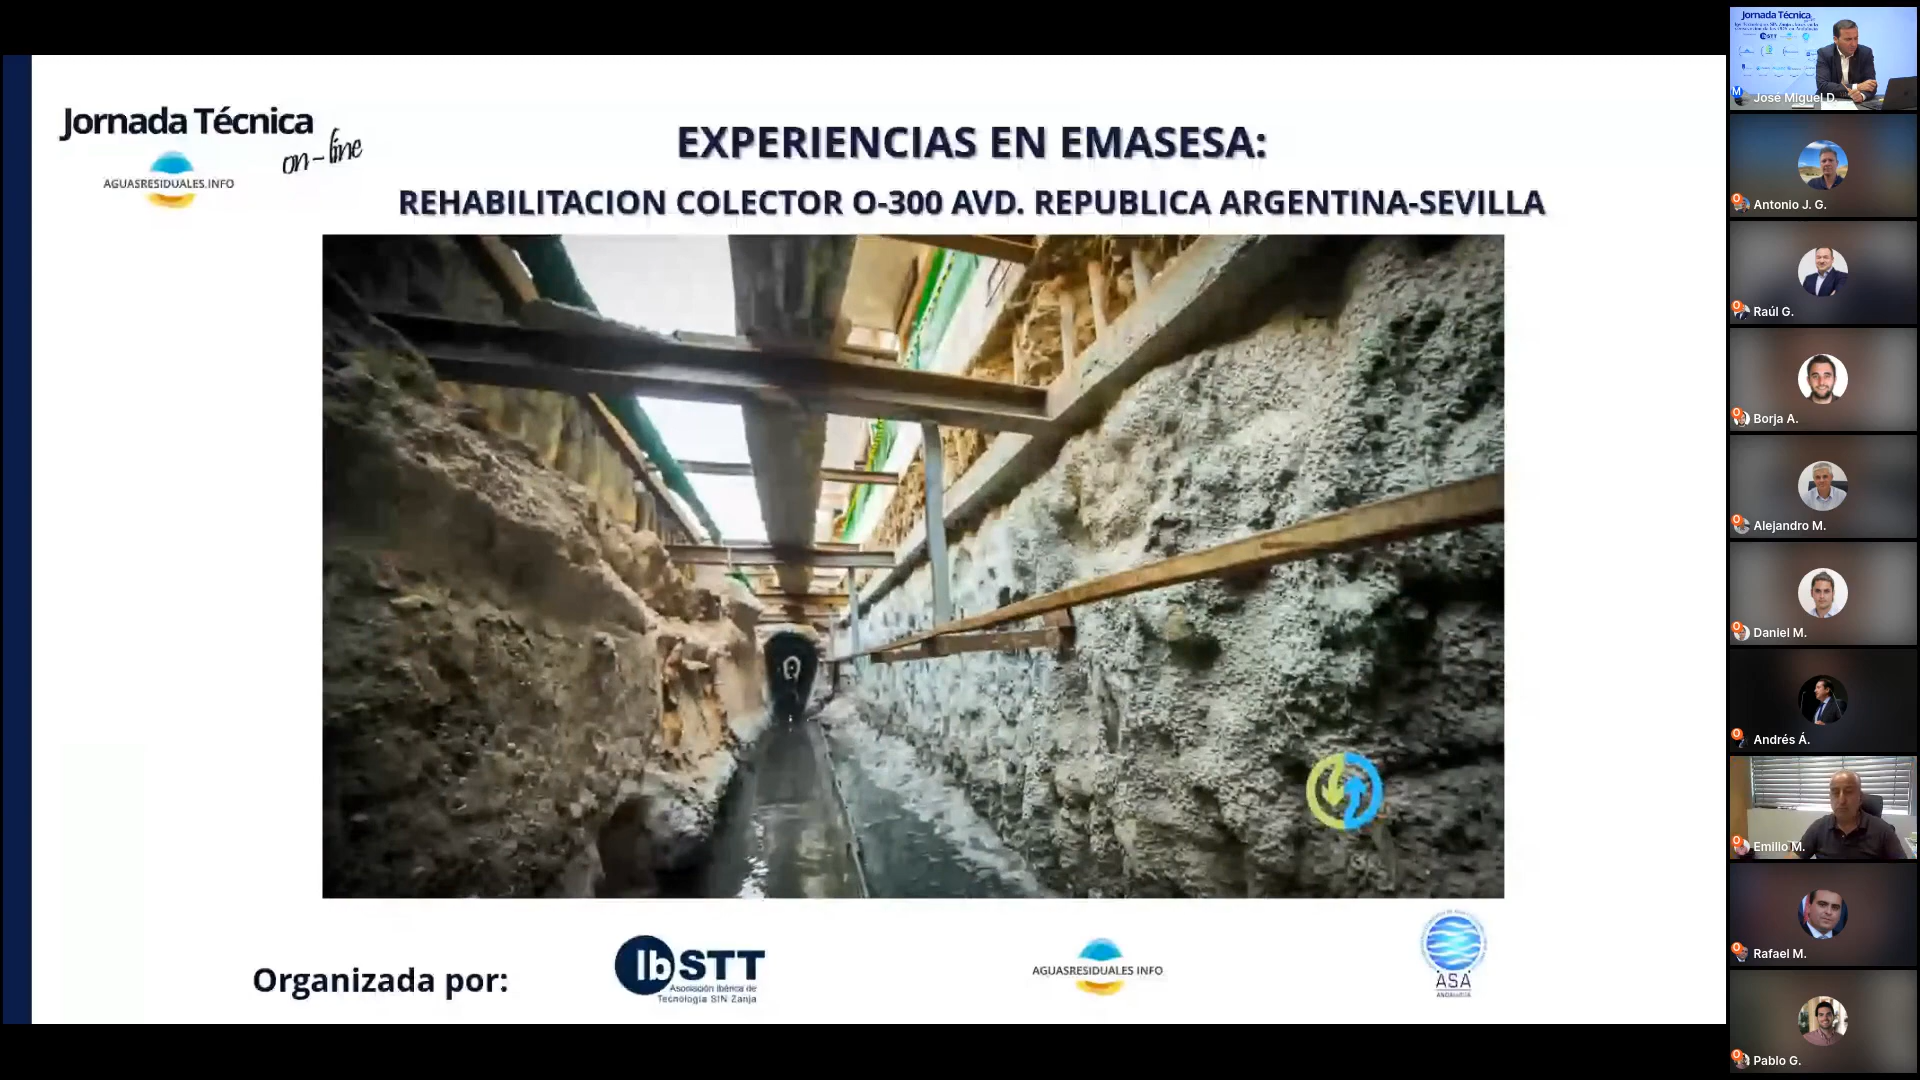 Jornada Técnica
on-line
AGUASRESIDUALES.INFO
EXPERIENCIAS EN EMASESA:
REHABILITACION COLECTOR O-300 AVD. REPUBLICA ARGENTINA-SEVILLA
Organizada por:
IbSTT
Asociación Ibérica de
Tecnología SIN Zanja
AGUASRESIDUALES INFO
ASA
ANDALUCÍA
Jornada Técnica
IbSTT
M
José Miguel D.
O
Antonio J. G.
O
Raúl G.
O
Borja A.
O
Alejandro M.
O
Daniel M.
O
Andrés Á.
O
Emilio M.
O
Rafael M.
O
Pablo G.